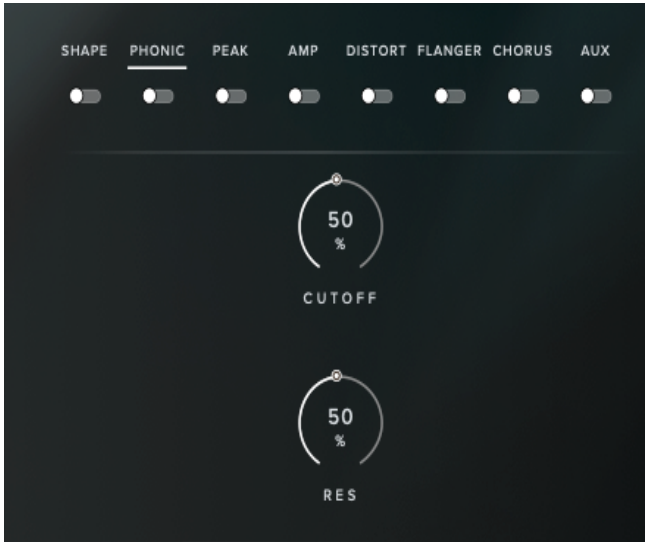 SHAPE PHONIC PEAK AMP DISTORT FLANGER CHORUS AUX
50
%
CUTOFF
50
%
RES